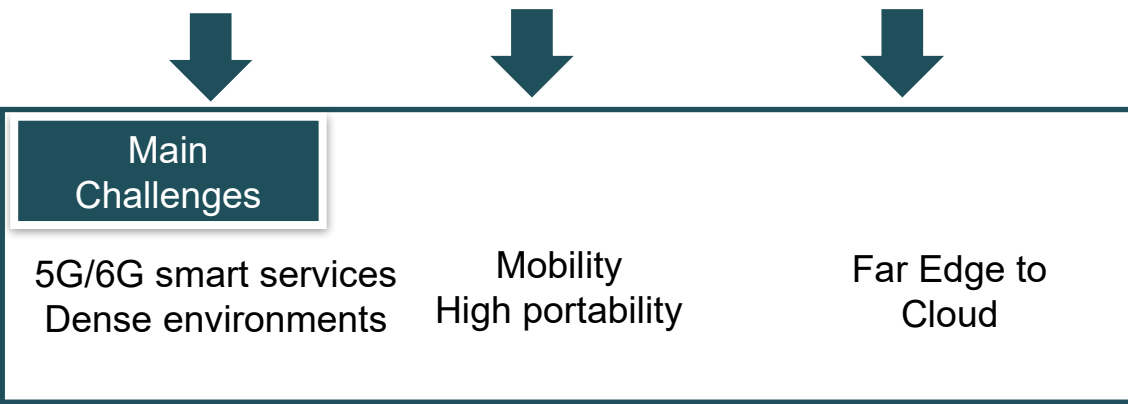 Main
Challenges
5G/6G smart services
Dense environments
Mobility
High portability
Far Edge to
Cloud